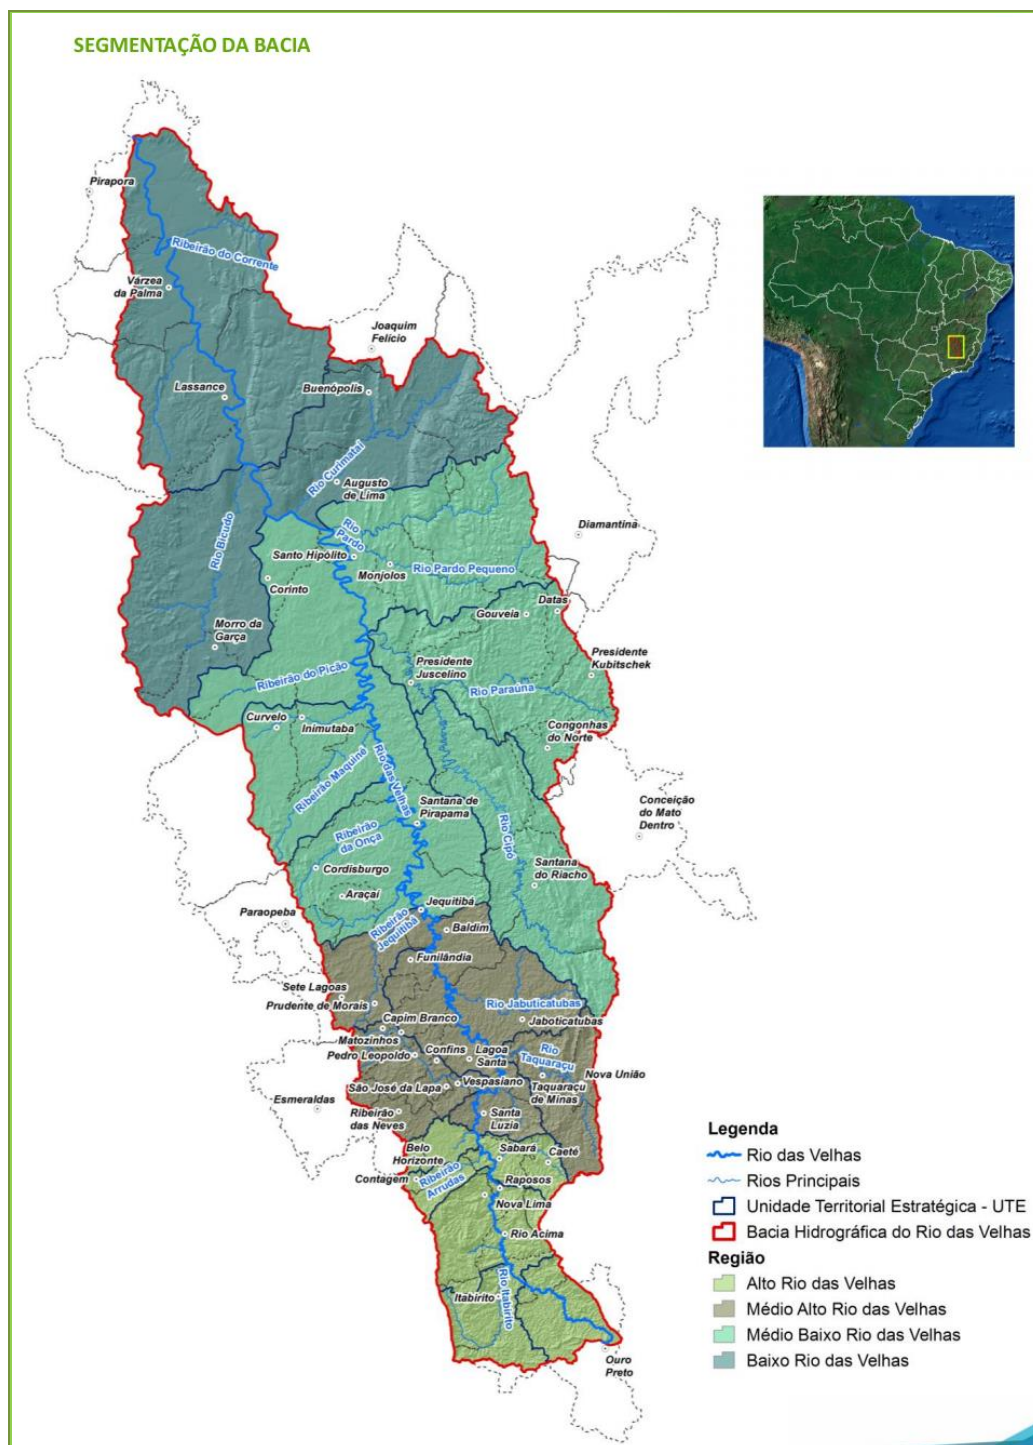 SEGMENTAÇÃO DA BACIA
Pirapora
Ribeirão do Corrente
Várzea
da Palma
Joaquim
Felício
Lassance
Buenópolis
Rio Curimataí
Augusto
de Lima
Rio Bicudo
Rio
Pardo
Diamantina
Santo Hipólito
Monjolos
Rio Pardo Pequeno
Corinto
Gouveia
Datas
Morro da
Garça
Presidente
Kubitschek
Presidente
Juscelino
Ribeirão do Picão
Rio Paraúna
Curvelo
Inimutaba
Congonhas
do Norte
Ribeirão Maquiné
Rio das Velhas
Santana de
Pirapama
Conceição
do Mato
Dentro
Ribeirão
da Onça
Rio Cipó
Cordisburgo
Santana
do Riacho
Araçaí
Jequitibá
Paraopeba
Ribeirão
Jequitibá
Baldim
Funilândia
Sete Lagoas
Prudente de Morais
Rio Jabuticatubas
Capim Branco
Jaboticatubas
Matozinhos
Pedro Leopoldo
Confins
Lagoa
Santa
Rio
Taquaraçu
Nova União
São José da Lapa
Vespasiano
Taquaraçu
de Minas
Esmeraldas
Ribeirão
das Neves
Santa
Luzia
Belo
Horizonte
Sabará
Caeté
Contagem
Ribeirão
Arrudas
Raposos
Nova Lima
Rio Acima
Itabirito
Rio Itabirito
Ouro
Preto
Legenda
Rio das Velhas
Rios Principais
Unidade Territorial Estratégica - UTE
Bacia Hidrográfica do Rio das Velhas
Região
Alto Rio das Velhas
Médio Alto Rio das Velhas
Médio Baixo Rio das Velhas
Baixo Rio das Velhas